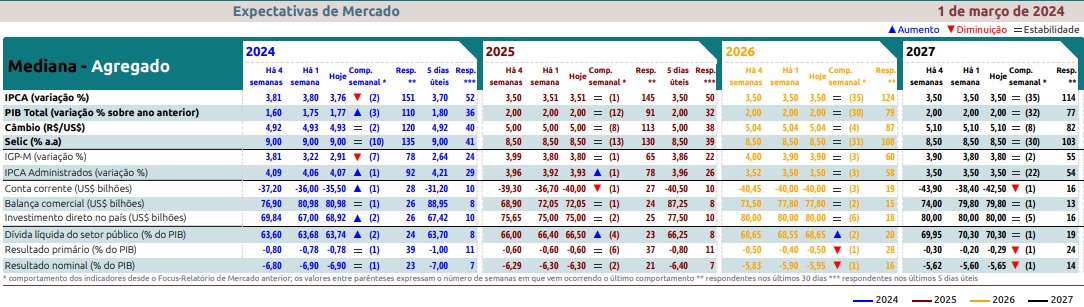 Expectativas de Mercado 1 de março de 2024
▲Aumento ▼Diminuição =Estabilidade
Mediana - Agregado 2024 2025 2026 2027
Há 4 semanas Há 1 semana Hoje Comp. semanal * Resp. ** 5 dias úteis Resp. *** Há 4 semanas Há 1 semana Hoje Comp. semanal * Resp. ** 5 dias úteis Resp. *** Há 4 semanas Há 1 semana Hoje Comp. semanal * Resp. ** Há 4 semanas Há 1 semana Hoje Comp. semanal * Resp. **
IPCA (variação %) 3,81 3,80 3,76 ▼ (2) 151 3,70 52 3,50 3,51 3,51 = (1) 145 3,50 50 3,50 3,50 3,50 = (35) 124 3,50 3,50 3,50 = (35) 114
PIB Total (variação % sobre ano anterior) 1,60 1,75 1,77 ▲ (3) 110 1,80 36 2,00 2,00 2,00 = (12) 91 2,00 32 2,00 2,00 2,00 = (30) 79 2,00 2,00 2,00 = (32) 77
Câmbio (R$/US$) 4,92 4,93 4,93 = (2) 120 4,92 40 5,00 5,00 5,00 = (8) 113 5,00 38 5,04 5,04 5,04 = (4) 87 5,10 5,10 5,10 = (8) 82
Selic (% a.a) 9,00 9,00 9,00 = (10) 135 9,00 41 8,50 8,50 8,50 = (13) 130 8,50 39 8,50 8,50 8,50 = (31) 108 8,50 8,50 8,50 = (30) 103
IGP-M (variação %) 3,81 3,22 2,91 ▼ (7) 78 2,64 24 3,99 3,80 3,80 = (1) 65 3,86 22 4,00 3,90 3,90 = (3) 60 3,90 3,80 3,80 = (2) 55
IPCA Administrados (variação %) 4,09 4,06 4,07 ▲ (1) 92 4,21 29 3,96 3,92 3,93 ▲ (1) 78 3,96 26 3,52 3,50 3,50 = (3) 58 3,50 3,50 3,50 = (22) 54
Conta corrente (US$ bilhões) -37,20 -36,00 -35,50 ▲ (1) 28 -31,20 10 -39,30 -36,70 -40,00 ▼ (1) 27 -40,50 10 -40,45 -40,00 -40,00 = (3) 19 -43,90 -38,40 -42,50 ▼ (1) 16
Balança comercial (US$ bilhões) 76,90 80,98 80,98 = (1) 26 88,95 8 68,90 72,05 72,05 = (1) 24 87,25 8 71,50 77,80 77,80 = (2) 15 74,00 79,80 79,80 = (1) 13
Investimento direto no país (US$ bilhões) 69,84 67,00 68,92 ▲ (2) 26 67,42 10 75,65 75,00 75,00 = (2) 25 77,50 10 80,00 80,00 80,00 = (6) 18 80,00 80,00 80,00 = (5) 16
Dívida líquida do setor público (% do PIB) 63,60 63,68 63,74 ▲ (2) 24 63,70 8 66,00 66,40 66,50 ▲ (4) 23 66,25 8 68,65 68,55 68,65 ▲ (2) 20 69,95 70,30 70,30 = (1) 19
Resultado primário (% do PIB) -0,80 -0,78 -0,78 = (1) 39 -1,00 11 -0,60 -0,60 -0,60 = (6) 37 -0,80 11 -0,50 -0,40 -0,50 ▼ (1) 28 -0,30 -0,20 -0,29 ▼ (1) 24
Resultado nominal (% do PIB) -6,80 -6,90 -6,90 = (1) 23 -7,00 7 -6,29 -6,30 -6,30 = (2) 21 -6,40 7 -5,83 -5,90 -5,95 ▼ (1) 16 -5,62 -5,60 -5,65 ▼ (1) 14
* comportamento dos indicadores desde o Focus-Relatório de Mercado anterior; os valores entre parênteses expressam o número de semanas em que vem ocorrendo o último comportamento ** respondentes nos últimos 30 dias *** respondentes nos últimos 5 dias úteis
2024 2025 2026 2027